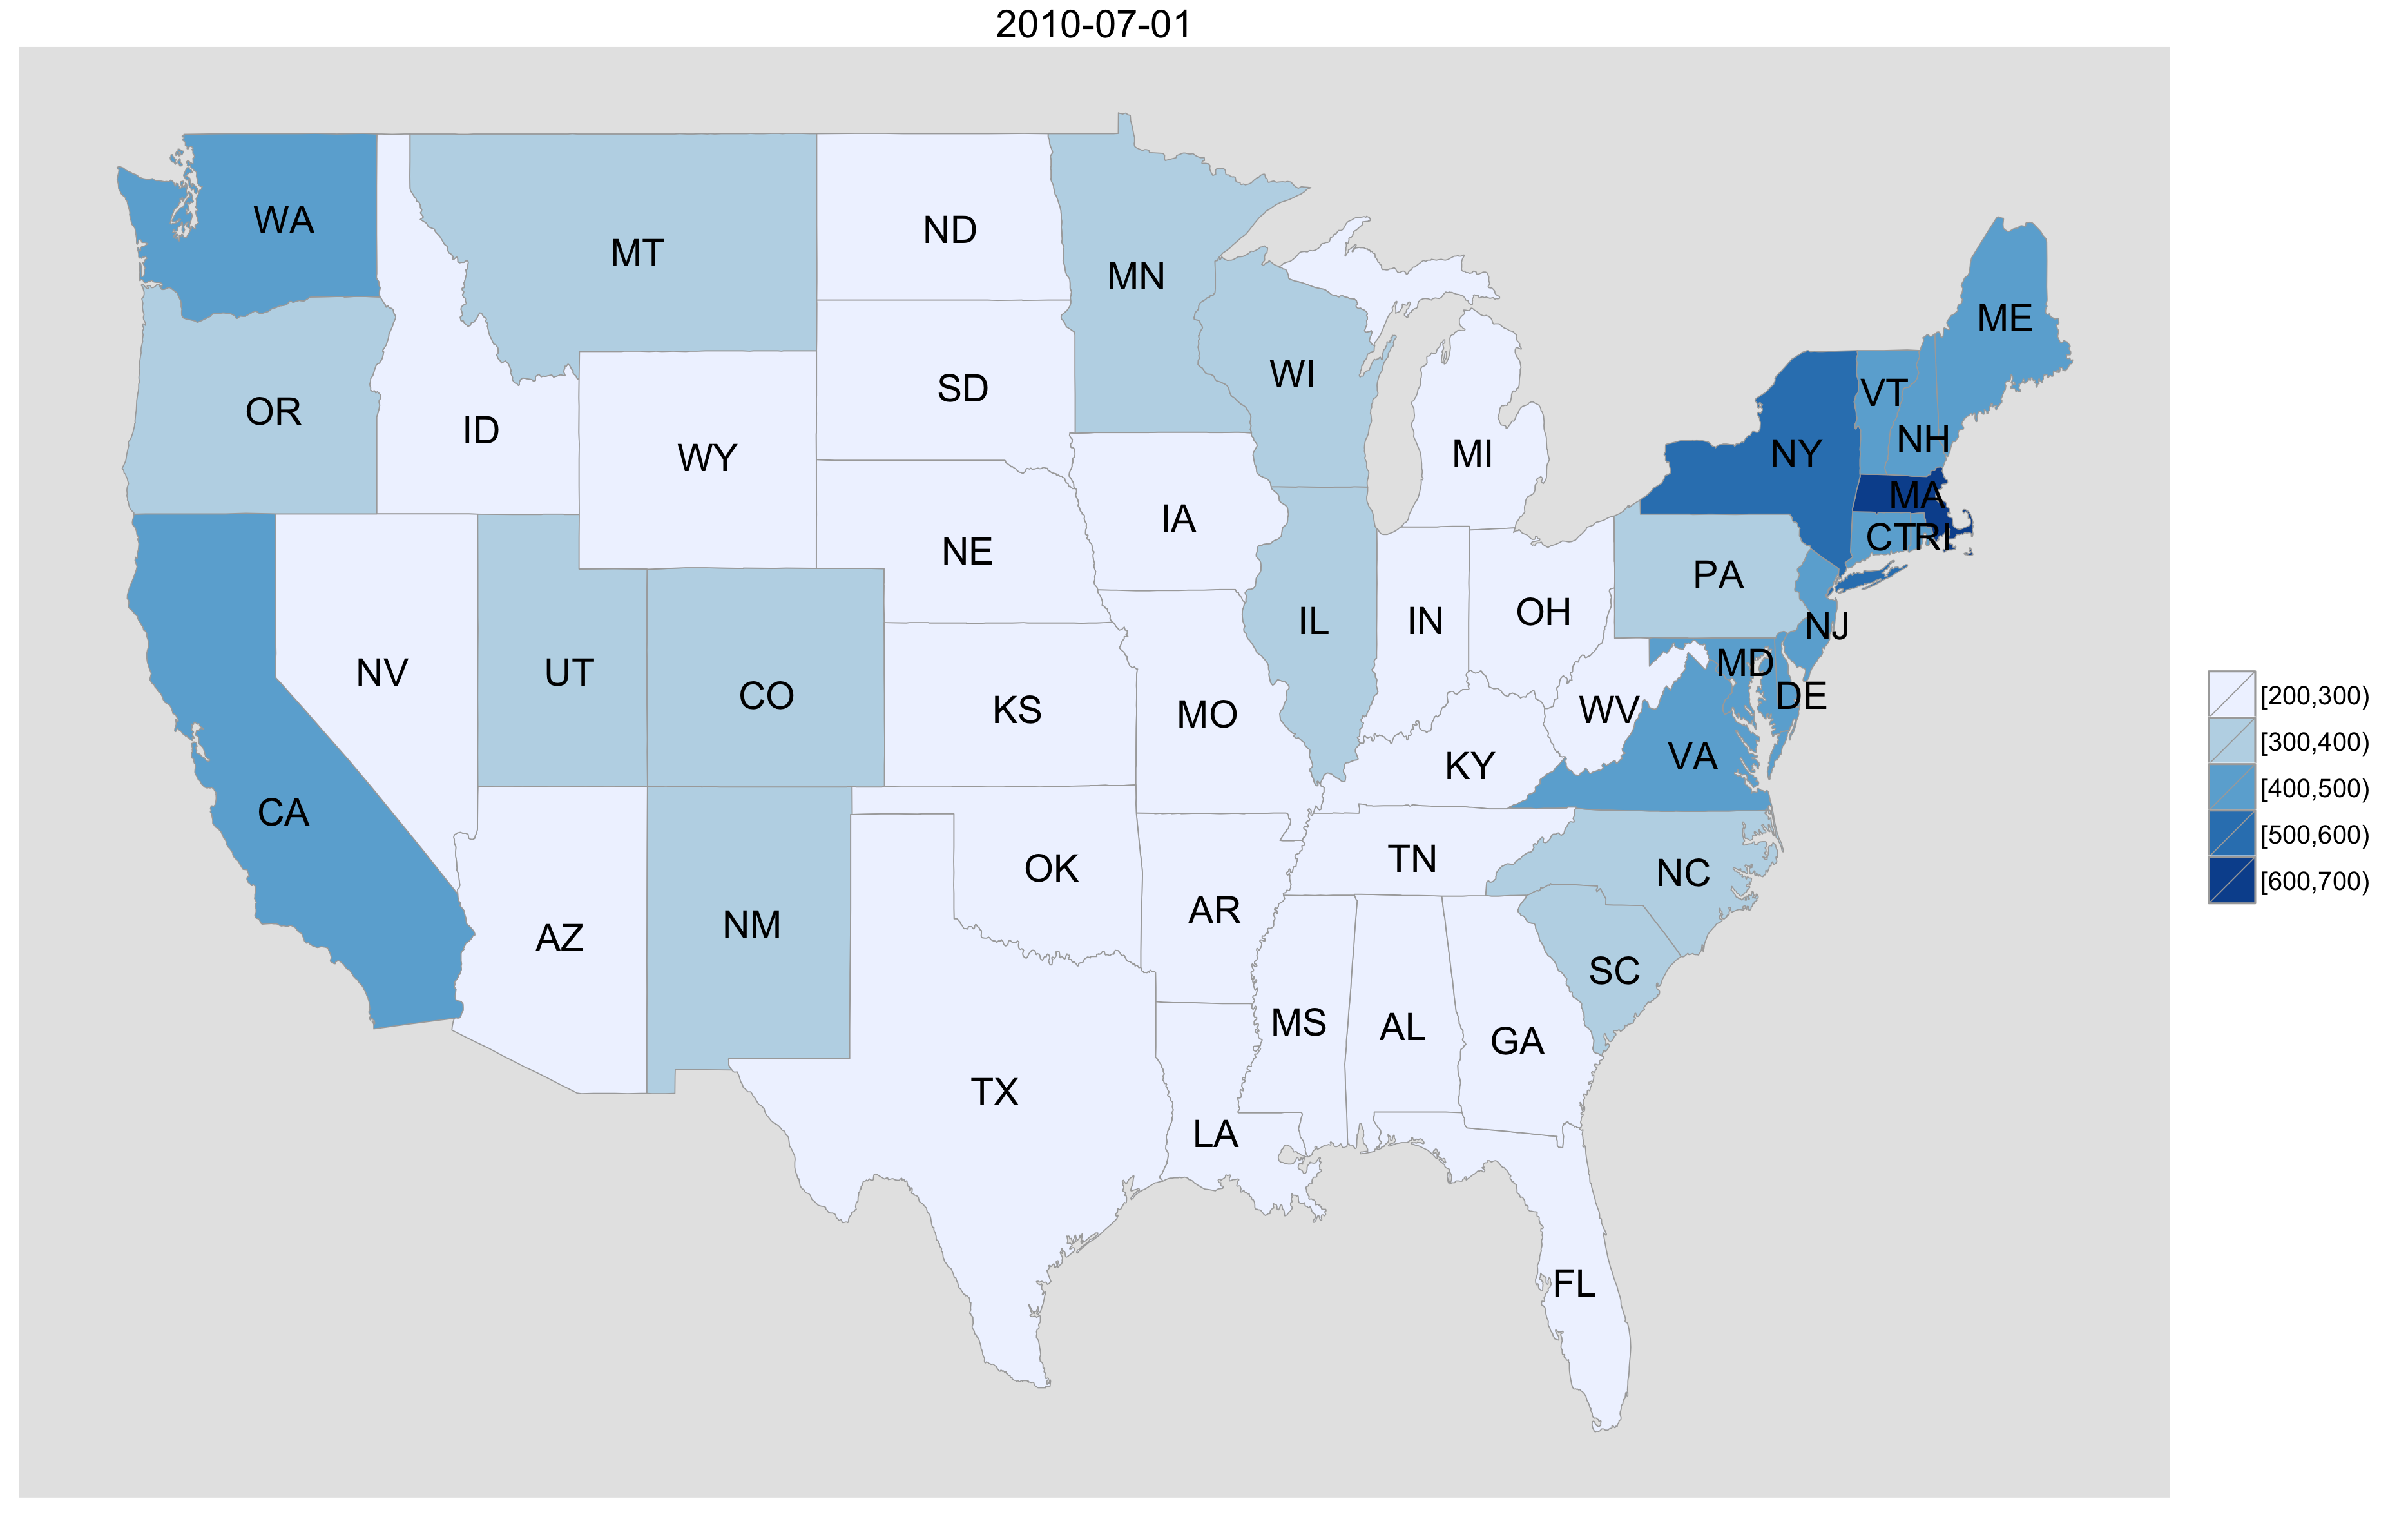 2010-07-01
WA
MT
ND
MN
ME
OR
ID
WY
SD
WI
MI
VT
NY
NH
MA
IA
NE
CT
RI
PA
NV
UT
CO
KS
MO
IL
IN
OH
NJ
MD
DE
WV
VA
KY
CA
AZ
NM
OK
AR
TN
NC
SC
TX
LA
MS
AL
GA
FL
[200,300)
[300,400)
[400,500)
[500,600)
[600,700)